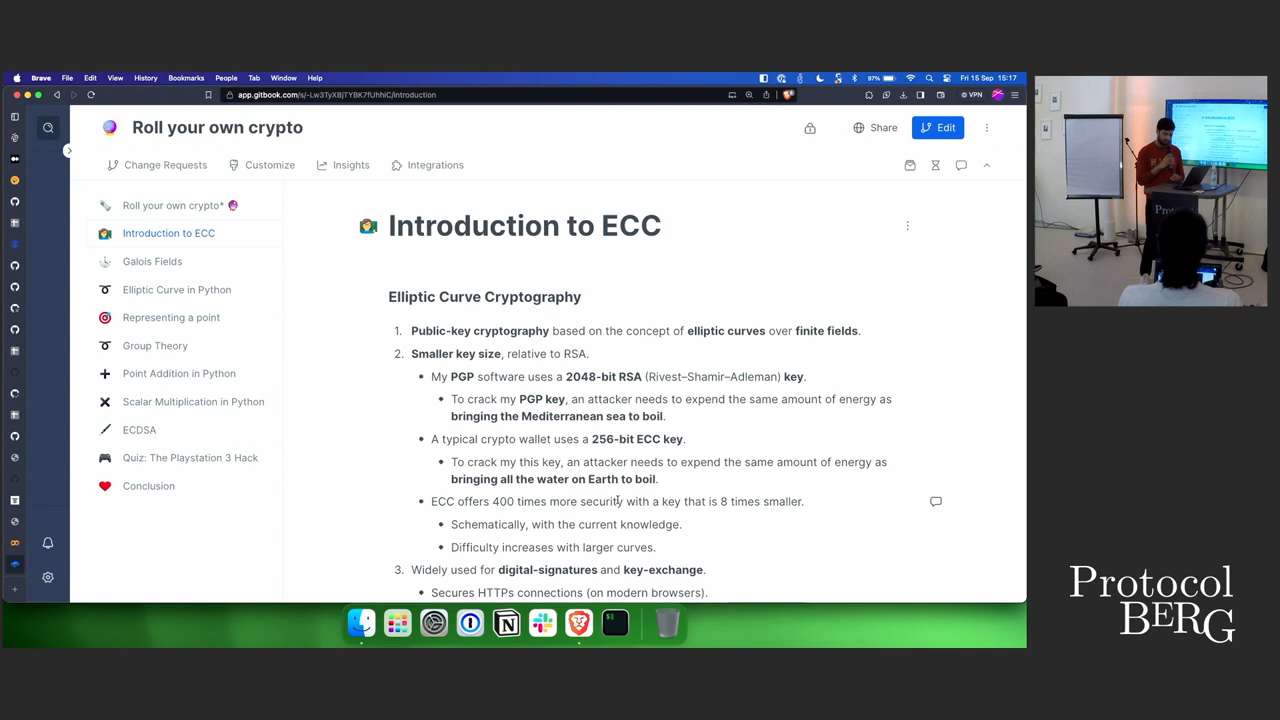 Brave File Edit View History Bookmarks People Tab Window Help 97% Fri 15 Sep 15:17
app.gitbook.com/s/-Lw3TyXBjTYBK7fUhhiC/introduction VPN
Roll your own crypto Share Edit
Change Requests Customize Insights Integrations
Roll your own crypto*
Introduction to ECC
Galois Fields
Elliptic Curve in Python
Representing a point
Group Theory
Point Addition in Python
Scalar Multiplication in Python
ECDSA
Quiz: The Playstation 3 Hack
Conclusion
Introduction to ECC
Elliptic Curve Cryptography
1. Public-key cryptography based on the concept of elliptic curves over finite fields.
2. Smaller key size, relative to RSA.
• My PGP software uses a 2048-bit RSA (Rivest–Shamir–Adleman) key.
• To crack my PGP key, an attacker needs to expend the same amount of energy as
bringing the Mediterranean sea to boil.
• A typical crypto wallet uses a 256-bit ECC key.
• To crack my this key, an attacker needs to expend the same amount of energy as
bringing all the water on Earth to boil.
• ECC offers 400 times more security with a key that is 8 times smaller.
• Schematically, with the current knowledge.
• Difficulty increases with larger curves.
3. Widely used for digital-signatures and key-exchange.
• Secures HTTPs connections (on modern browsers).
Introduction to ECC
Protocol
Protocol
BERG